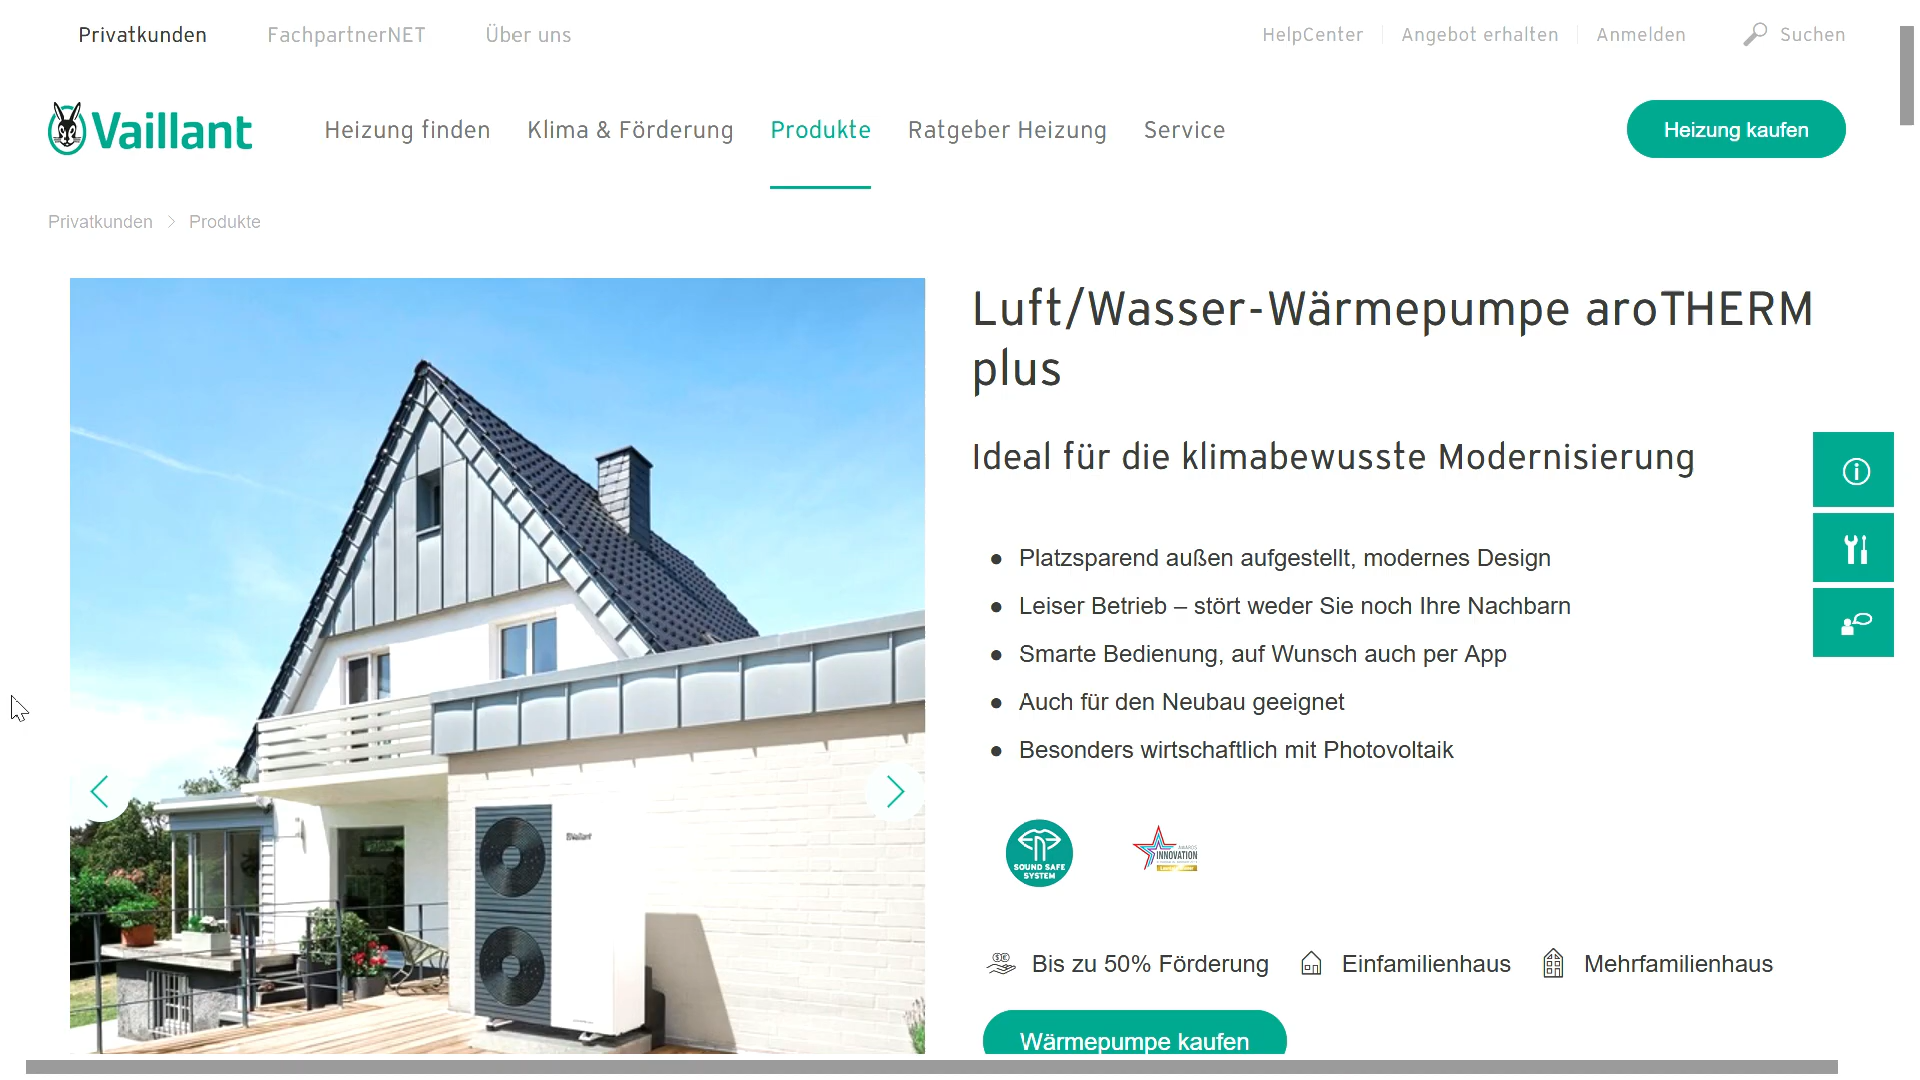 Privatkunden FachpartnerNET Über uns HelpCenter Angebot erhalten Anmelden Suchen
Vaillant Heizung finden Klima & Förderung Produkte Ratgeber Heizung Service Heizung kaufen
Privatkunden Produkte
Luft/Wasser-Wärmepumpe aroTHERM
plus
Ideal für die klimabewusste Modernisierung
Platzsparend außen aufgestellt, modernes Design
Leiser Betrieb – stört weder Sie noch Ihre Nachbarn
Smarte Bedienung, auf Wunsch auch per App
Auch für den Neubau geeignet
Besonders wirtschaftlich mit Photovoltaik
Vaillant
SOUND SAFE
SYSTEM
AWARDS
INNOVATION
Bis zu 50% Förderung Einfamilienhaus Mehrfamilienhaus
Wärmepumpe kaufen